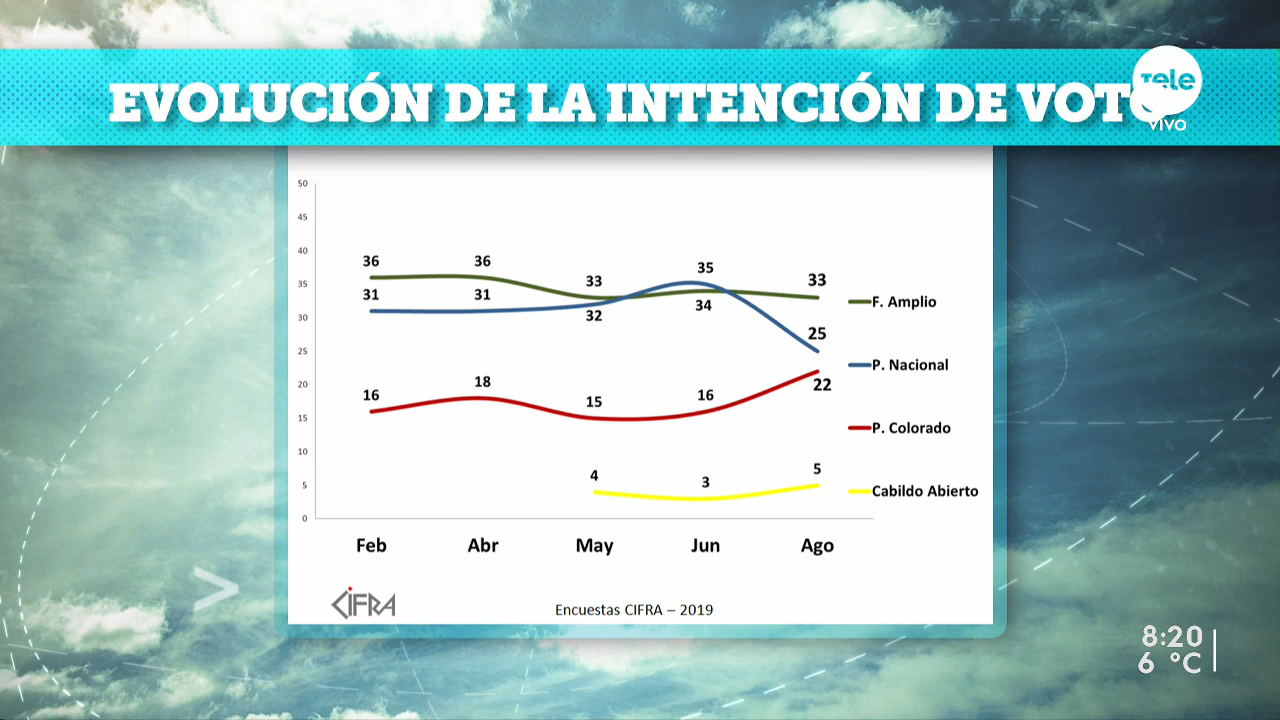 EVOLUCIÓN DE LA INTENCIÓN DE VOTO
Tele
VIVO
50
45
40
35
30
25
20
15
10
5
0
36 36 33 35 33
31 31 32 34 25
16 18 15 16 22
4 3 5
F. Amplio
P. Nacional
P. Colorado
Cabildo Abierto
Feb Abr May Jun Ago
CIFRA
Encuestas CIFRA – 2019
8:20
6 °C